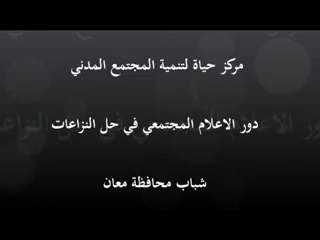 مركز حياة لتنمية المجتمع المدني
دور الاعلام المجتمعي في حل النزاعات
شباب محافظة معان